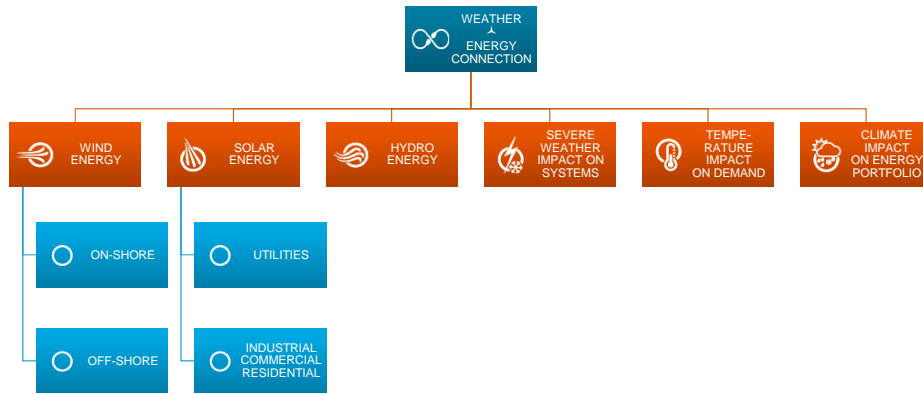 WEATHER
ENERGY
CONNECTION
WIND
ENERGY
SOLAR
ENERGY
HYDRO
ENERGY
SEVERE
WEATHER
IMPACT ON
SYSTEMS
TEMPE-
RATURE
IMPACT
ON DEMAND
CLIMATE
IMPACT
ON ENERGY
PORTFOLIO
ON-SHORE
UTILITIES
OFF-SHORE
INDUSTRIAL
COMMERCIAL
RESIDENTIAL